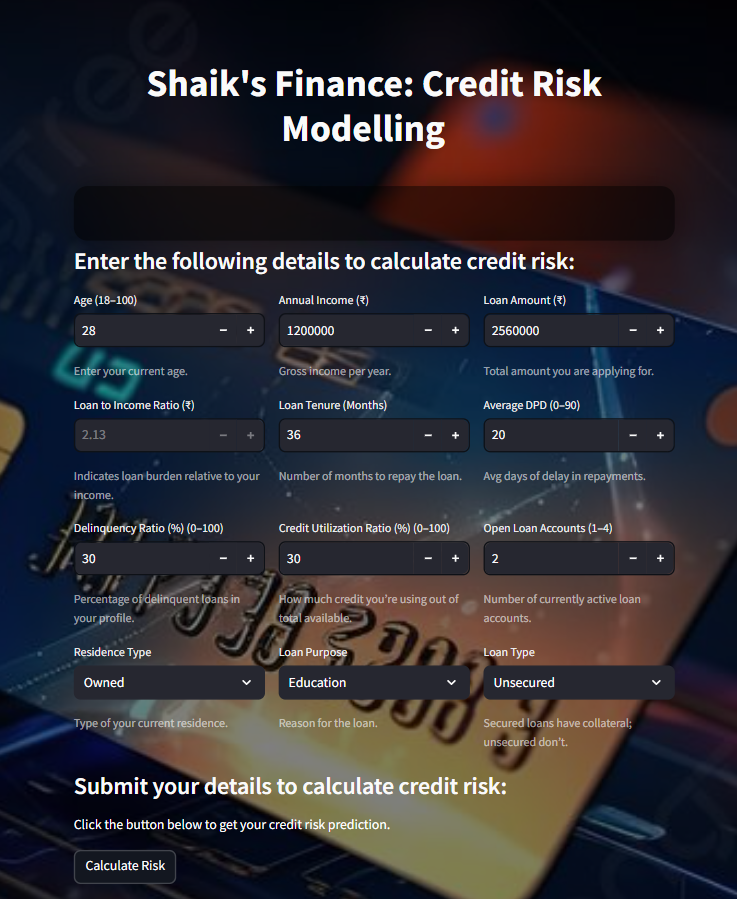 Shaik's Finance: Credit Risk
Modelling
Enter the following details to calculate credit risk:
Age (18–100)
Annual Income (₹)
Loan Amount (₹)
28
1200000
2560000
Enter your current age.
Gross income per year.
Total amount you are applying for.
Loan to Income Ratio (₹)
Loan Tenure (Months)
Average DPD (0–90)
2.13
36
20
Indicates loan burden relative to your
income.
Number of months to repay the loan.
Avg days of delay in repayments.
Delinquency Ratio (%) (0–100)
Credit Utilization Ratio (%) (0–100)
Open Loan Accounts (1–4)
30
30
2
Percentage of delinquent loans in
your profile.
How much credit you're using out of
total available.
Number of currently active loan
accounts.
Residence Type
Loan Purpose
Loan Type
Owned
Education
Unsecured
Type of your current residence.
Reason for the loan.
Secured loans have collateral;
unsecured don't.
Submit your details to calculate credit risk:
Click the button below to get your credit risk prediction.
Calculate Risk